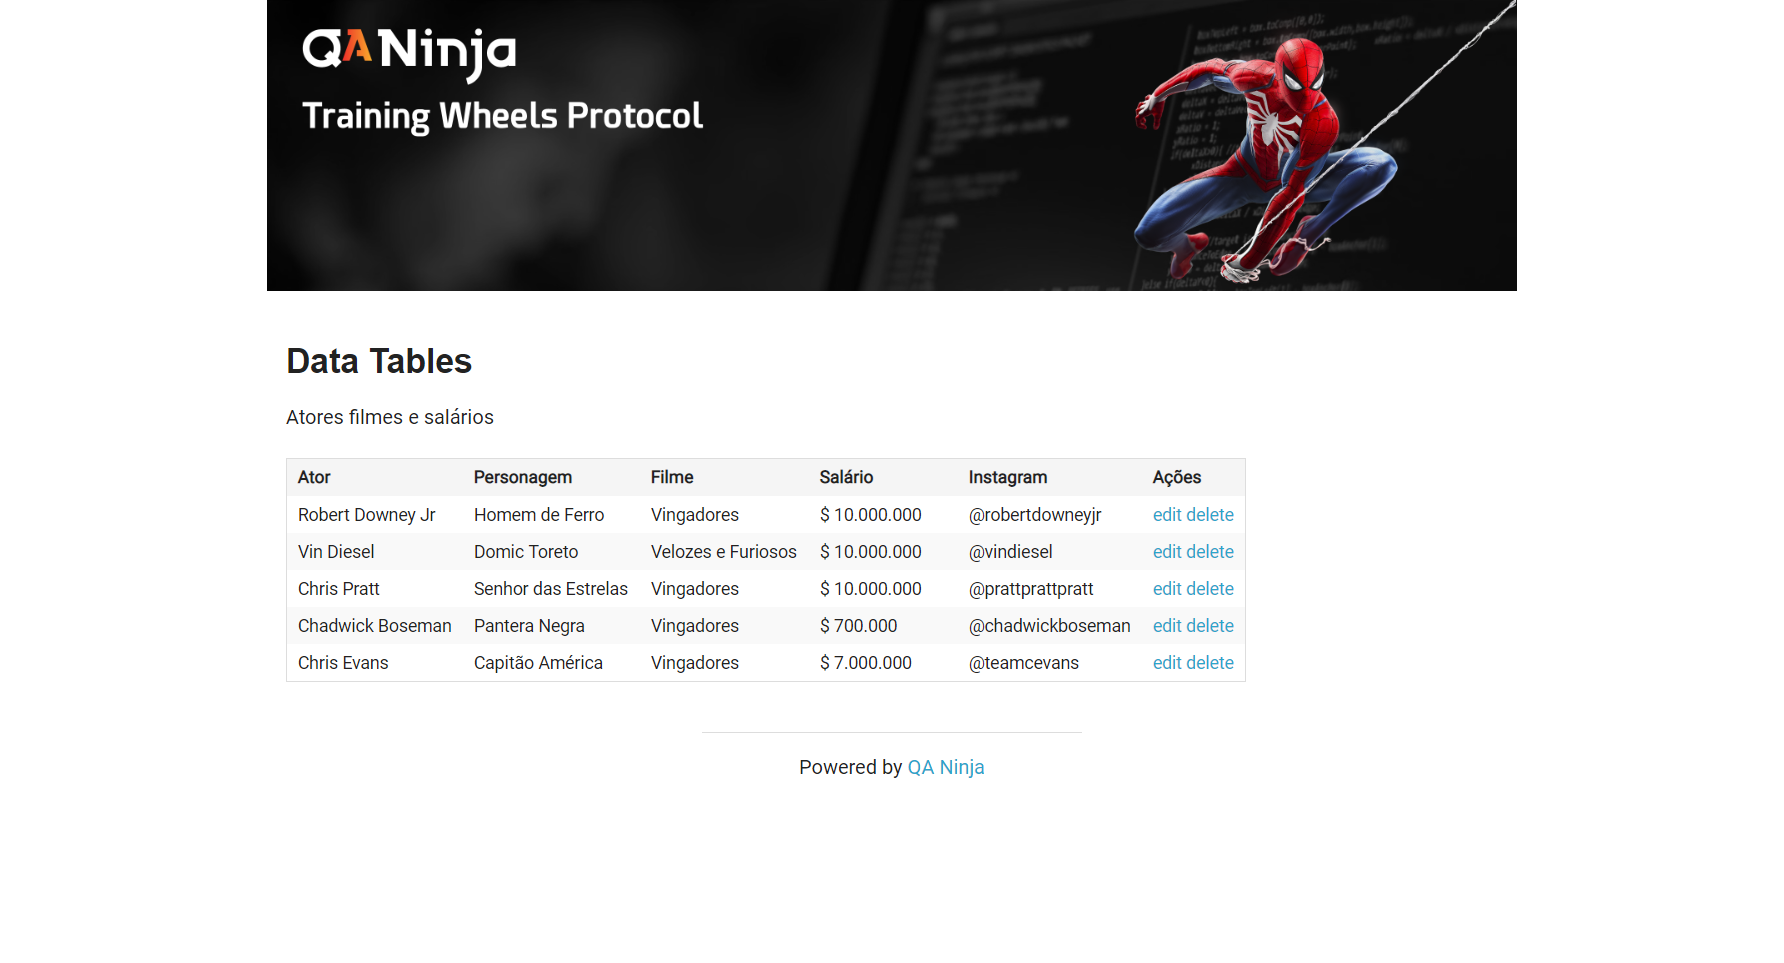 QA Ninja
Training Wheels Protocol
Data Tables
Atores filmes e salários
Ator Personagem Filme Salário Instagram Ações
Robert Downey Jr Homem de Ferro Vingadores $ 10.000.000 @robertdowneyjr edit delete
Vin Diesel Domic Toreto Velozes e Furiosos $ 10.000.000 @vindiesel edit delete
Chris Pratt Senhor das Estrelas Vingadores $ 10.000.000 @prattprattpratt edit delete
Chadwick Boseman Pantera Negra Vingadores $ 700.000 @chadwickboseman edit delete
Chris Evans Capitão América Vingadores $ 7.000.000 @teamcevans edit delete
Powered by QA Ninja